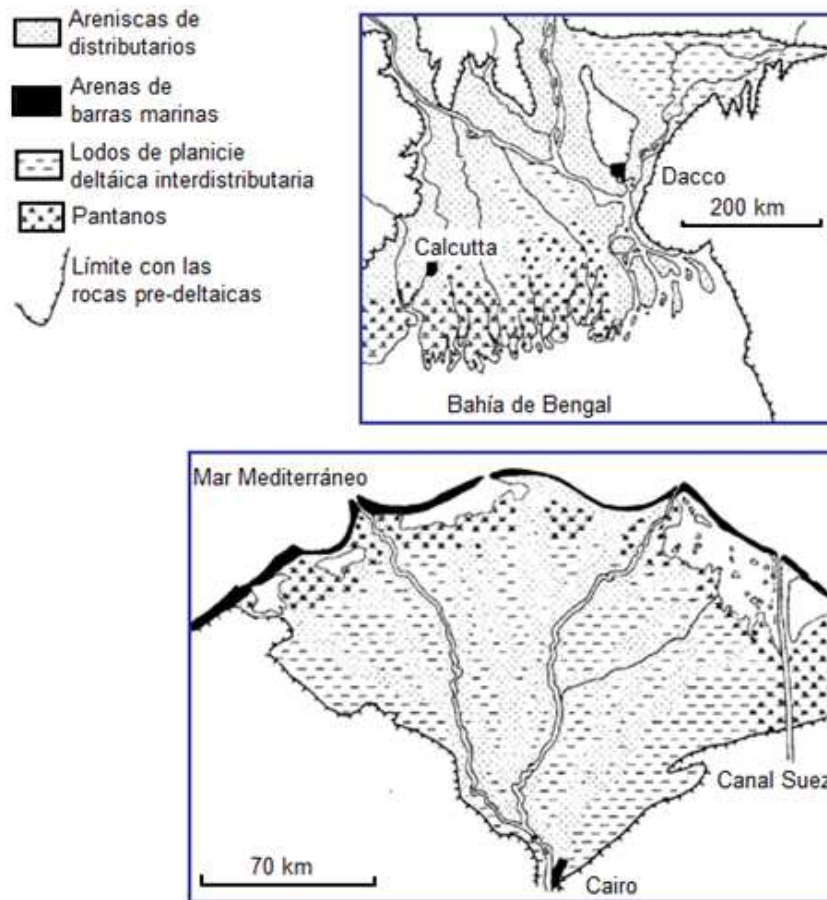 Areniscas de
distributarios
Arenas de
barras marinas
Lodos de planicie
deltáica interdistributaria
Pantanos
Límite con las
rocas pre-deltaicas
Dacco
200 km
Calcutta
Bahía de Bengal
Mar Mediterráneo
Canal Suez
70 km
Cairo